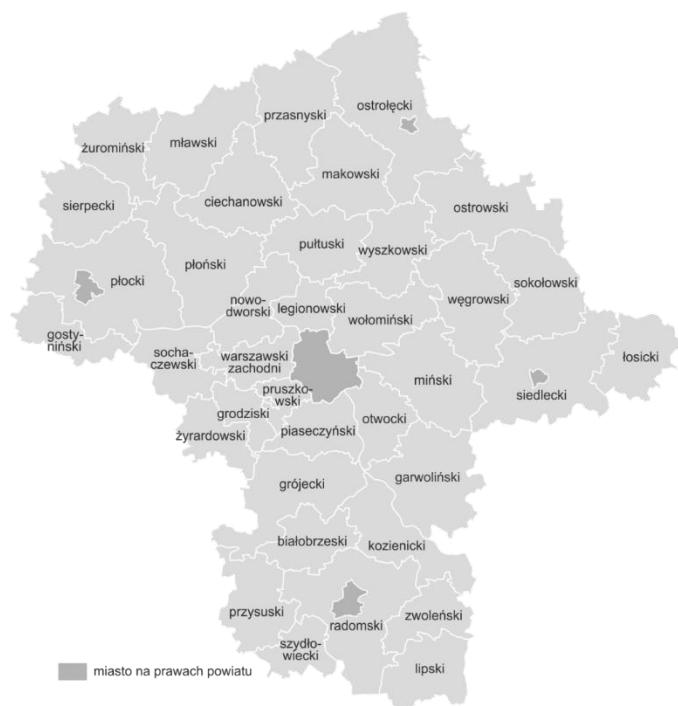 ostrołęcki
przasnyski
mławski
żuromiński
makowski
ciechanowski
sierpecki
ostrowski
pułtuski
wyszkowski
płoński
płocki
sokołowski
węgrowski
nowo-
dworski
legionowski
wołomiński
gosty-
niński
socha-
czewski
warszawski
zachodni
łosicki
miński
siedlecki
pruszko-
wski
grodziski
otwocki
piaseczyński
żyrardowski
garwoliński
grójecki
białobrzeski
kozienicki
przysuski
zwoleński
radomski
szydło-
wiecki
lipski
miasto na prawach powiatu